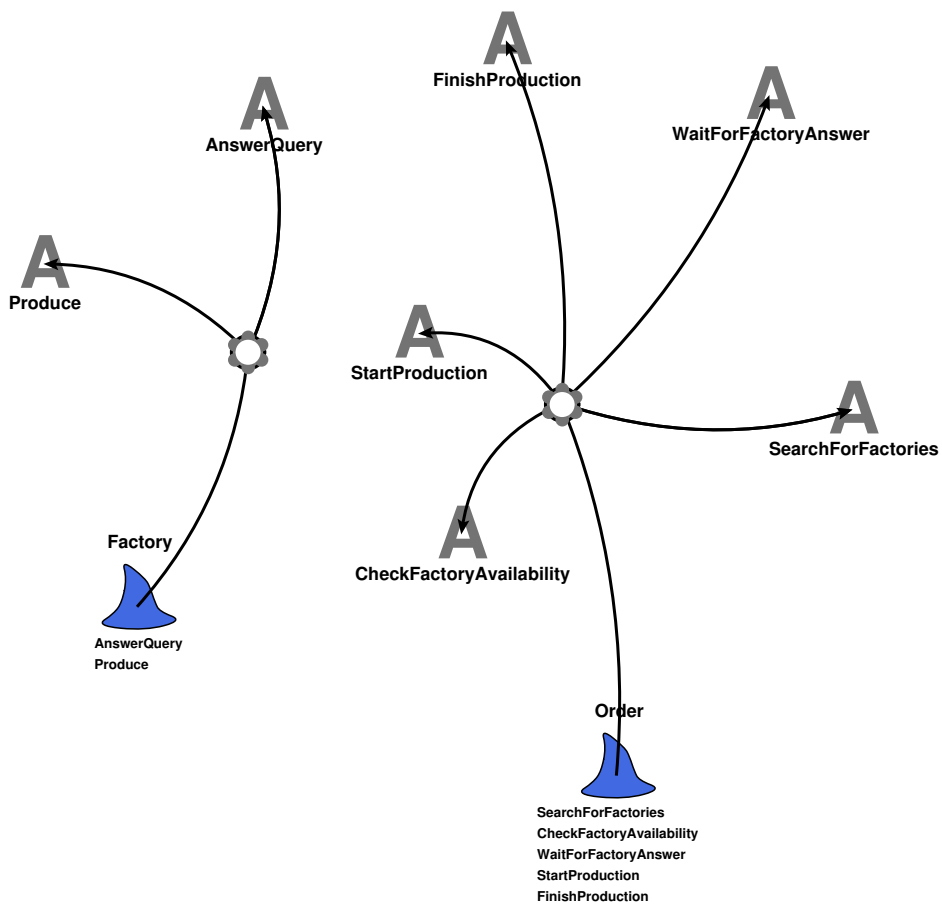 FinishProduction
WaitForFactoryAnswer
AnswerQuery
Produce
StartProduction
SearchForFactories
CheckFactoryAvailability
Factory
AnswerQuery
Produce
Order
SearchForFactories
CheckFactoryAvailability
WaitForFactoryAnswer
StartProduction
FinishProduction